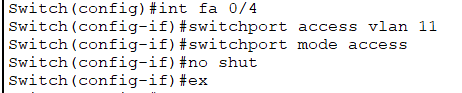 Switch(config)#int fa 0/4
Switch(config-if)#switchport access vlan 11
Switch(config-if)#switchport mode access
Switch(config-if)#no shut
Switch(config-if)#ex